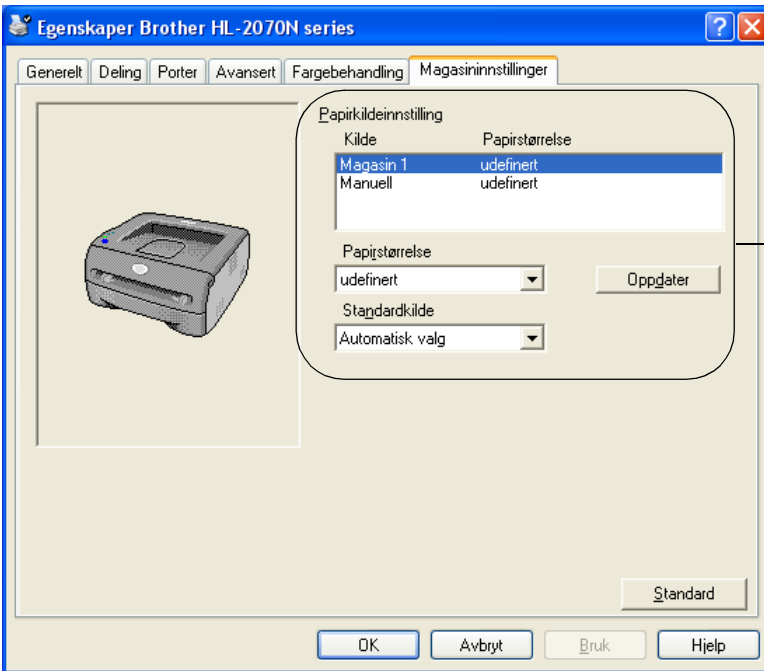 Egenskaper Brother HL-2070N series
Generelt Deling Porter Avansert Fargebehandling Magasininnstillinger
Papirkildeinnstilling
Kilde Papirstørrelse
Magasin 1 udefinert
Manuell udefinert
Papirstørrelse
udefinert Oppdater
Standardkilde
Automatisk valg
Standard
OK Avbryt Bruk Hjelp